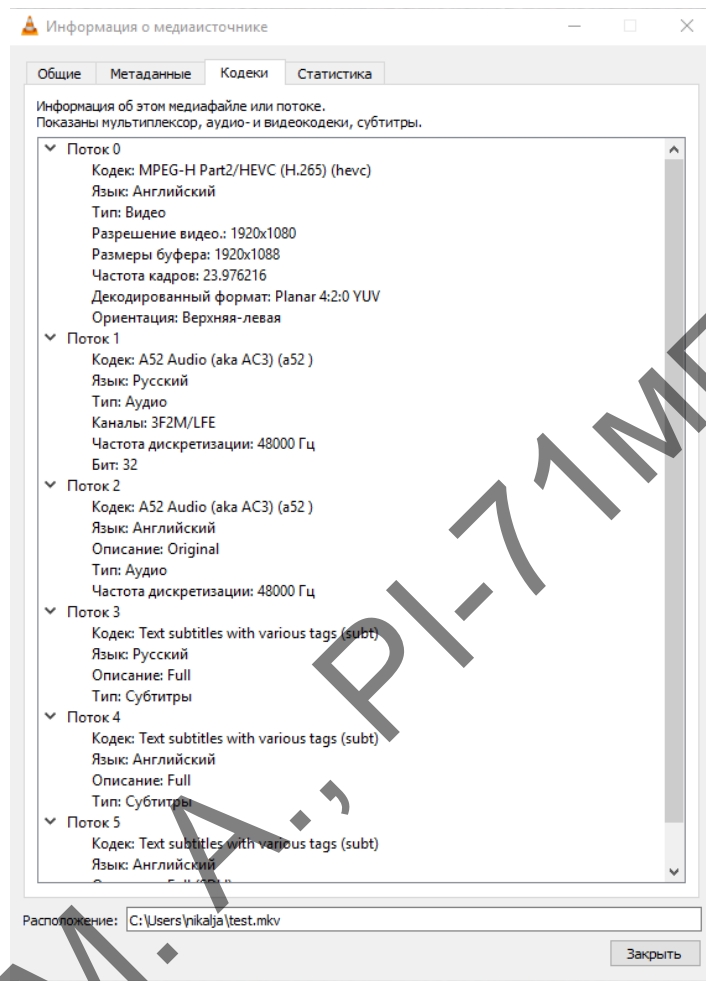 Информация о медиаисточнике
Общие Метаданные Кодеки Статистика
Информация об этом медиафайле или потоке.
Показаны мультиплексор, аудио- и видеокодеки, субтитры.
Поток 0
Кодек: MPEG-H Part2/HEVC (H.265) (hevc)
Язык: Английский
Тип: Видео
Разрешение видео.: 1920x1080
Размеры буфера: 1920x1088
Частота кадров: 23.976216
Декодированный формат: Planar 4:2:0 YUV
Ориентация: Верхняя-левая
Поток 1
Кодек: A52 Audio (aka AC3) (a52 )
Язык: Русский
Тип: Аудио
Каналы: 3F2M/LFE
Частота дискретизации: 48000 Гц
Бит: 32
Поток 2
Кодек: A52 Audio (aka AC3) (a52 )
Язык: Английский
Описание: Original
Тип: Аудио
Частота дискретизации: 48000 Гц
Поток 3
Кодек: Text subtitles with various tags (subt)
Язык: Русский
Описание: Full
Тип: Субтитры
Поток 4
Кодек: Text subtitles with various tags (subt)
Язык: Английский
Описание: Full
Тип: Субтитры
Поток 5
Кодек: Text subtitles with various tags (subt)
Язык: Английский
Расположение: C:\Users\nikalja\test.mkv
Закрыть
М. А., PI-71